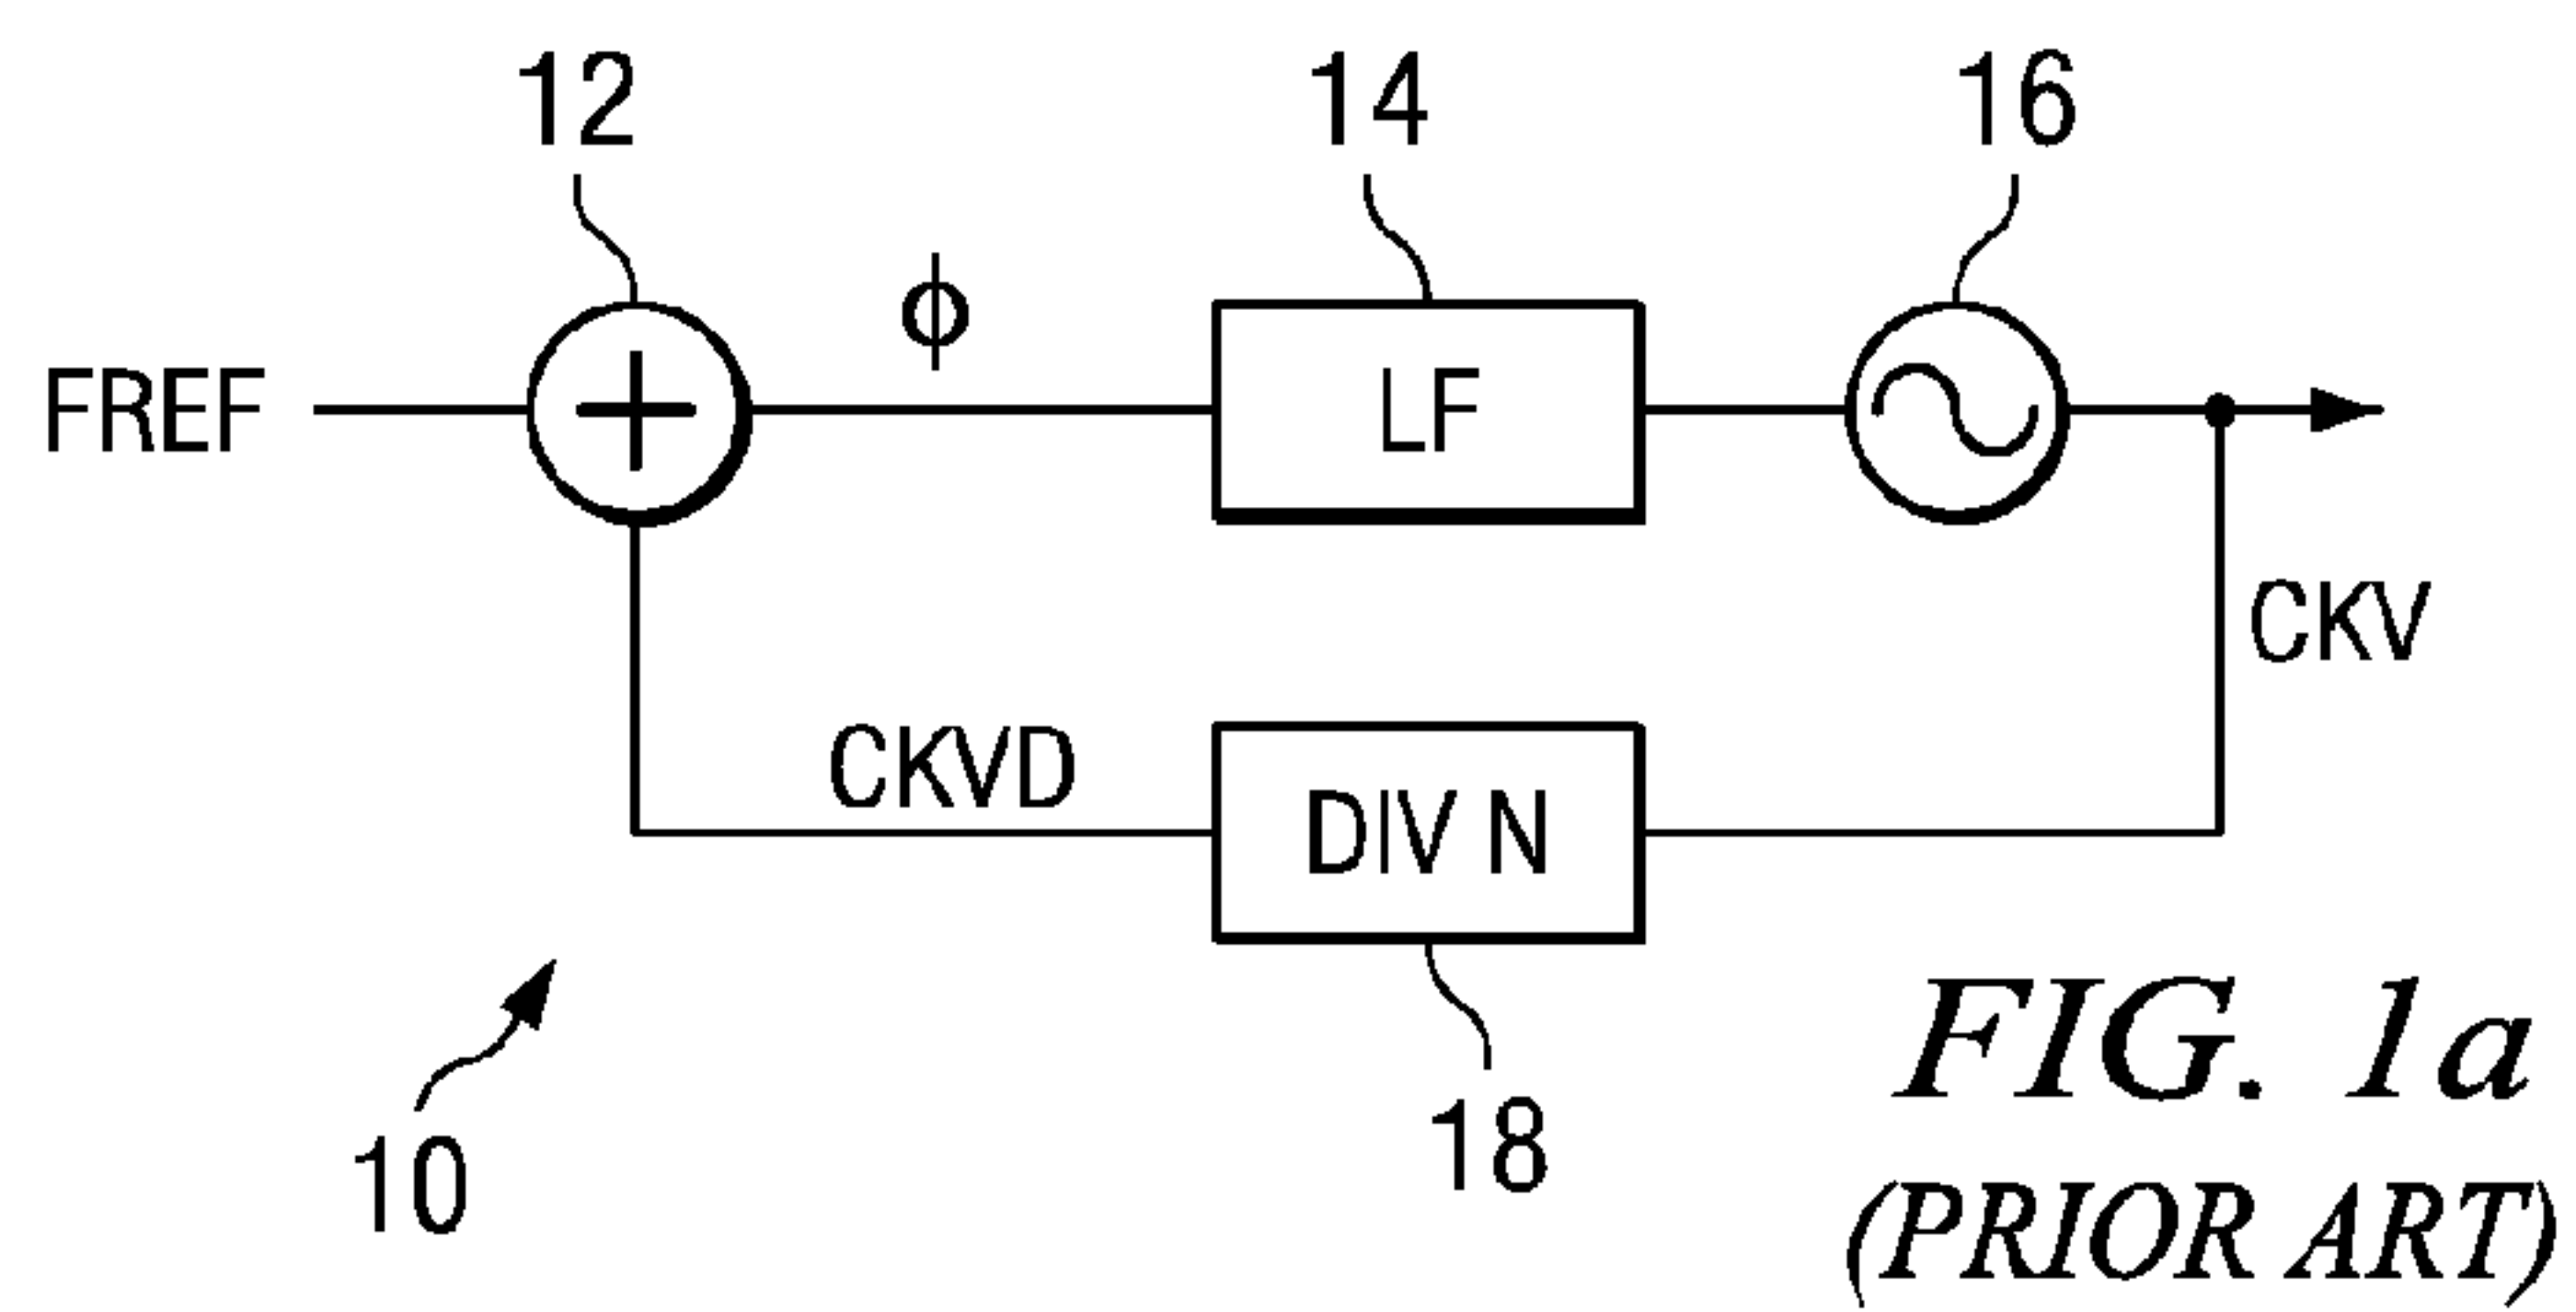 12
14
16
ϕ
FREF
LF
CKV
CKVD
DIV N
10
18
FIG. 1a
(PRIOR ART)